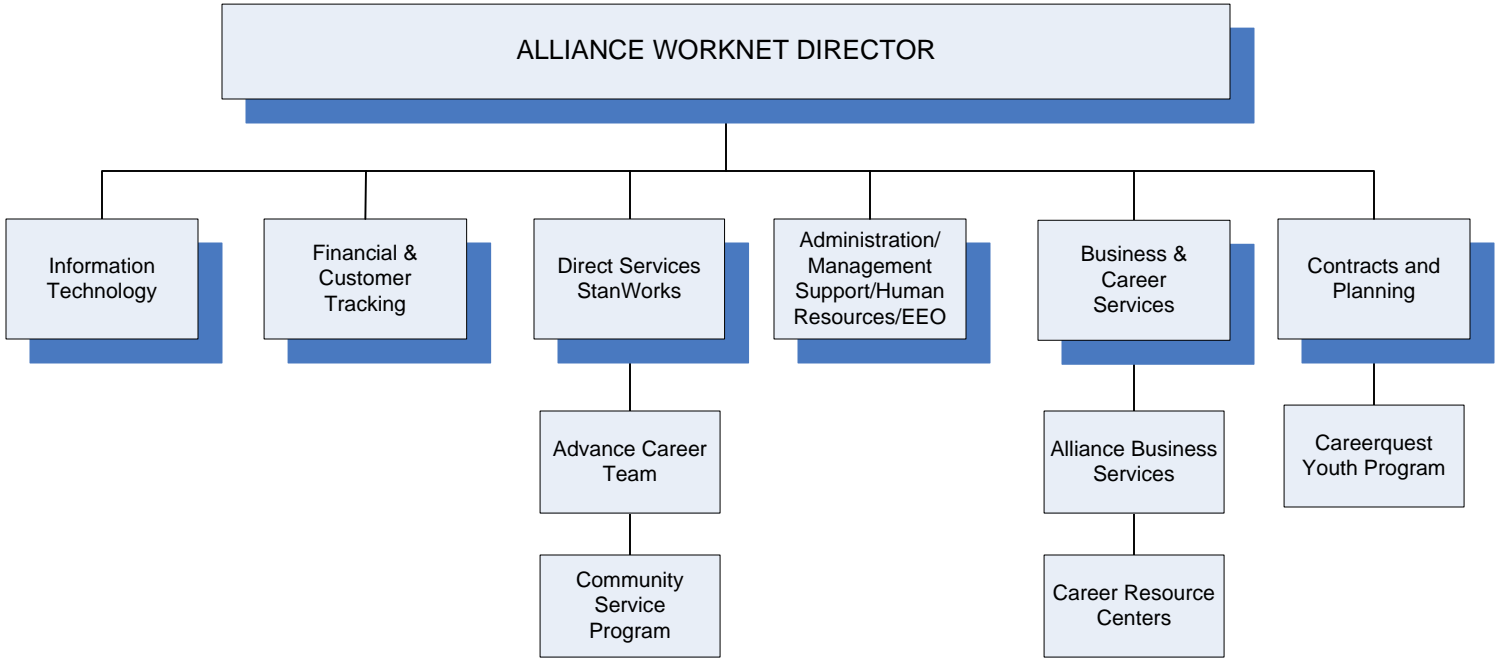 ALLIANCE WORKNET DIRECTOR
Information
Technology
Financial &
Customer
Tracking
Direct Services
StanWorks
Administration/
Management
Support/Human
Resources/EEO
Business &
Career
Services
Contracts and
Planning
Advance Career
Team
Alliance Business
Services
Careerquest
Youth Program
Community
Service
Program
Career Resource
Centers